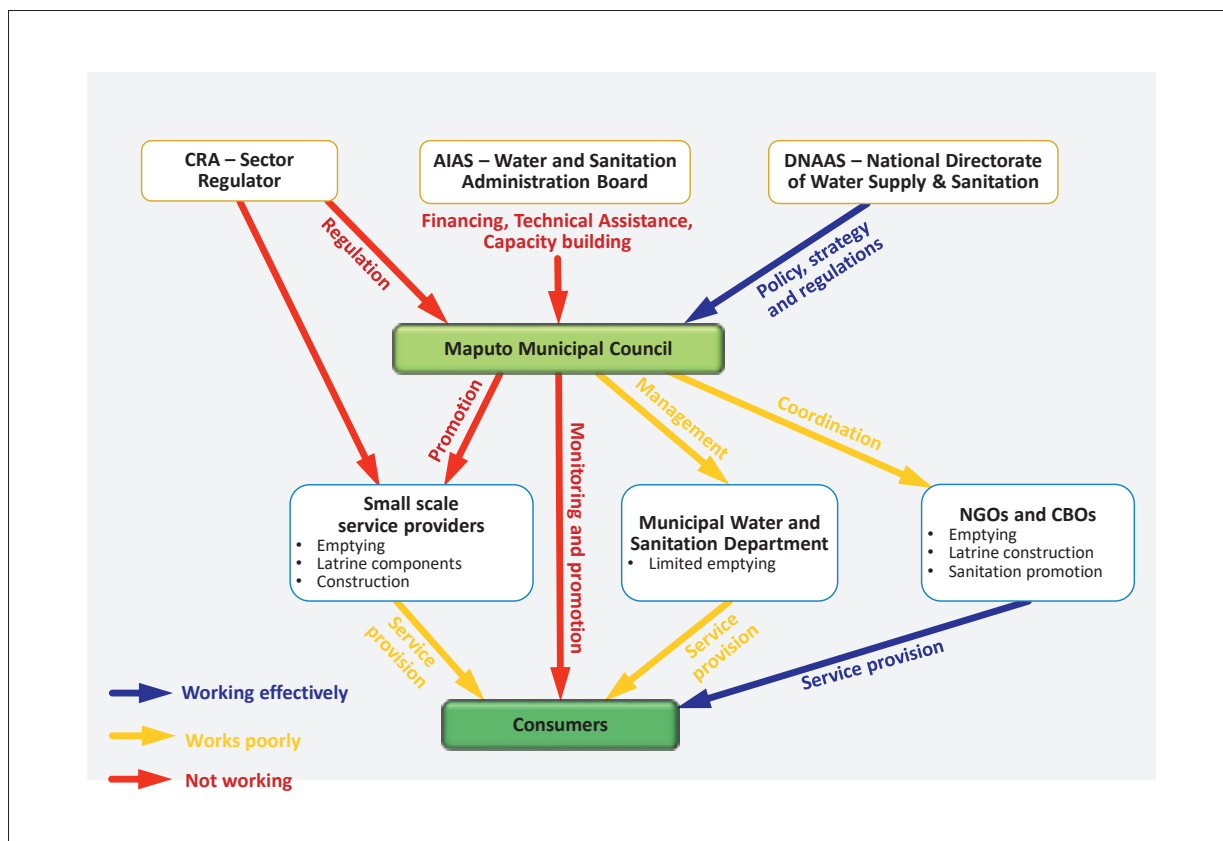 CRA – Sector
Regulator
AIAS – Water and Sanitation
Administration Board
DNAAS – National Directorate
of Water Supply & Sanitation
Regulation
Financing, Technical Assistance,
Capacity building
Policy, strategy
and regulations
Maputo Municipal Council
Promotion
Monitoring and promotion
Management
Coordination
Small scale
service providers
• Emptying
• Latrine components
• Construction
Municipal Water and
Sanitation Department
• Limited emptying
NGOs and CBOs
• Emptying
• Latrine construction
• Sanitation promotion
Service
provision
Service
provision
Service provision
Consumers
Working effectively
Works poorly
Not working